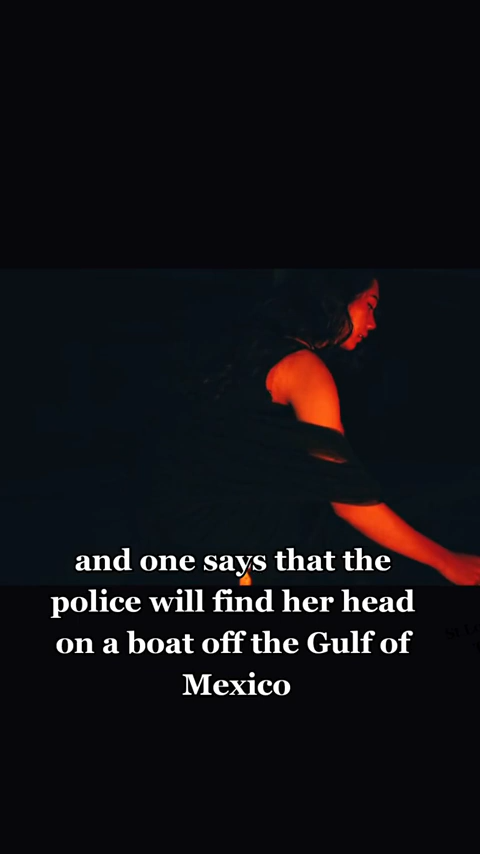 and one says that the
police will find her head
on a boat off the Gulf of
Mexico